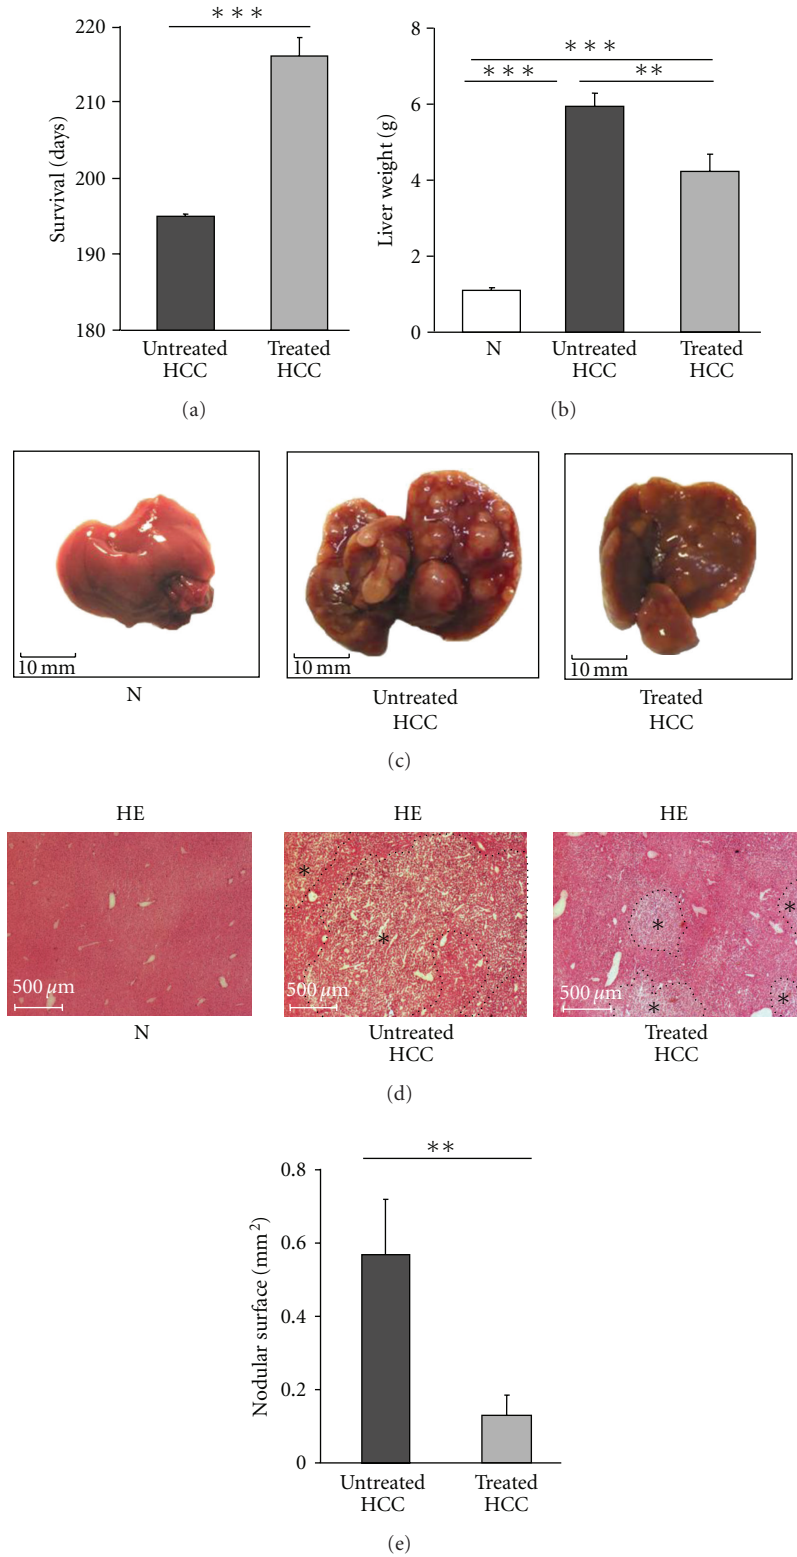 ∗∗∗
220
210
200
190
180
Survival (days)
Untreated HCC
Treated HCC
(a)
8
6
4
2
0
Liver weight (g)
∗∗∗
∗∗∗
∗∗
N
Untreated HCC
Treated HCC
(b)
10 mm
10 mm
10 mm
N
Untreated HCC
Treated HCC
(c)
HE
HE
HE
∗
∗
∗
∗
∗
∗
500 µm
500 µm
500 µm
N
Untreated HCC
Treated HCC
(d)
∗∗
0.8
0.6
0.4
0.2
0
Nodular surface (mm²)
Untreated HCC
Treated HCC
(e)